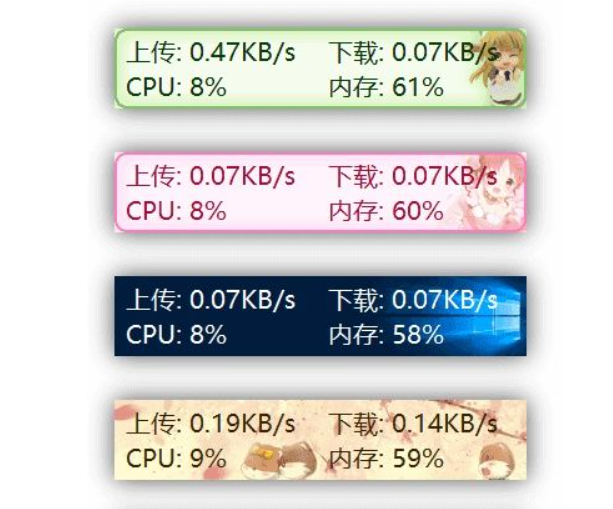 上传: 0.47KB/s 下载: 0.07KB/s
CPU: 8% 内存: 61%
上传: 0.07KB/s 下载: 0.07KB/s
CPU: 8% 内存: 60%
上传: 0.07KB/s 下载: 0.07KB/s
CPU: 8% 内存: 58%
上传: 0.19KB/s 下载: 0.14KB/s
CPU: 9% 内存: 59%